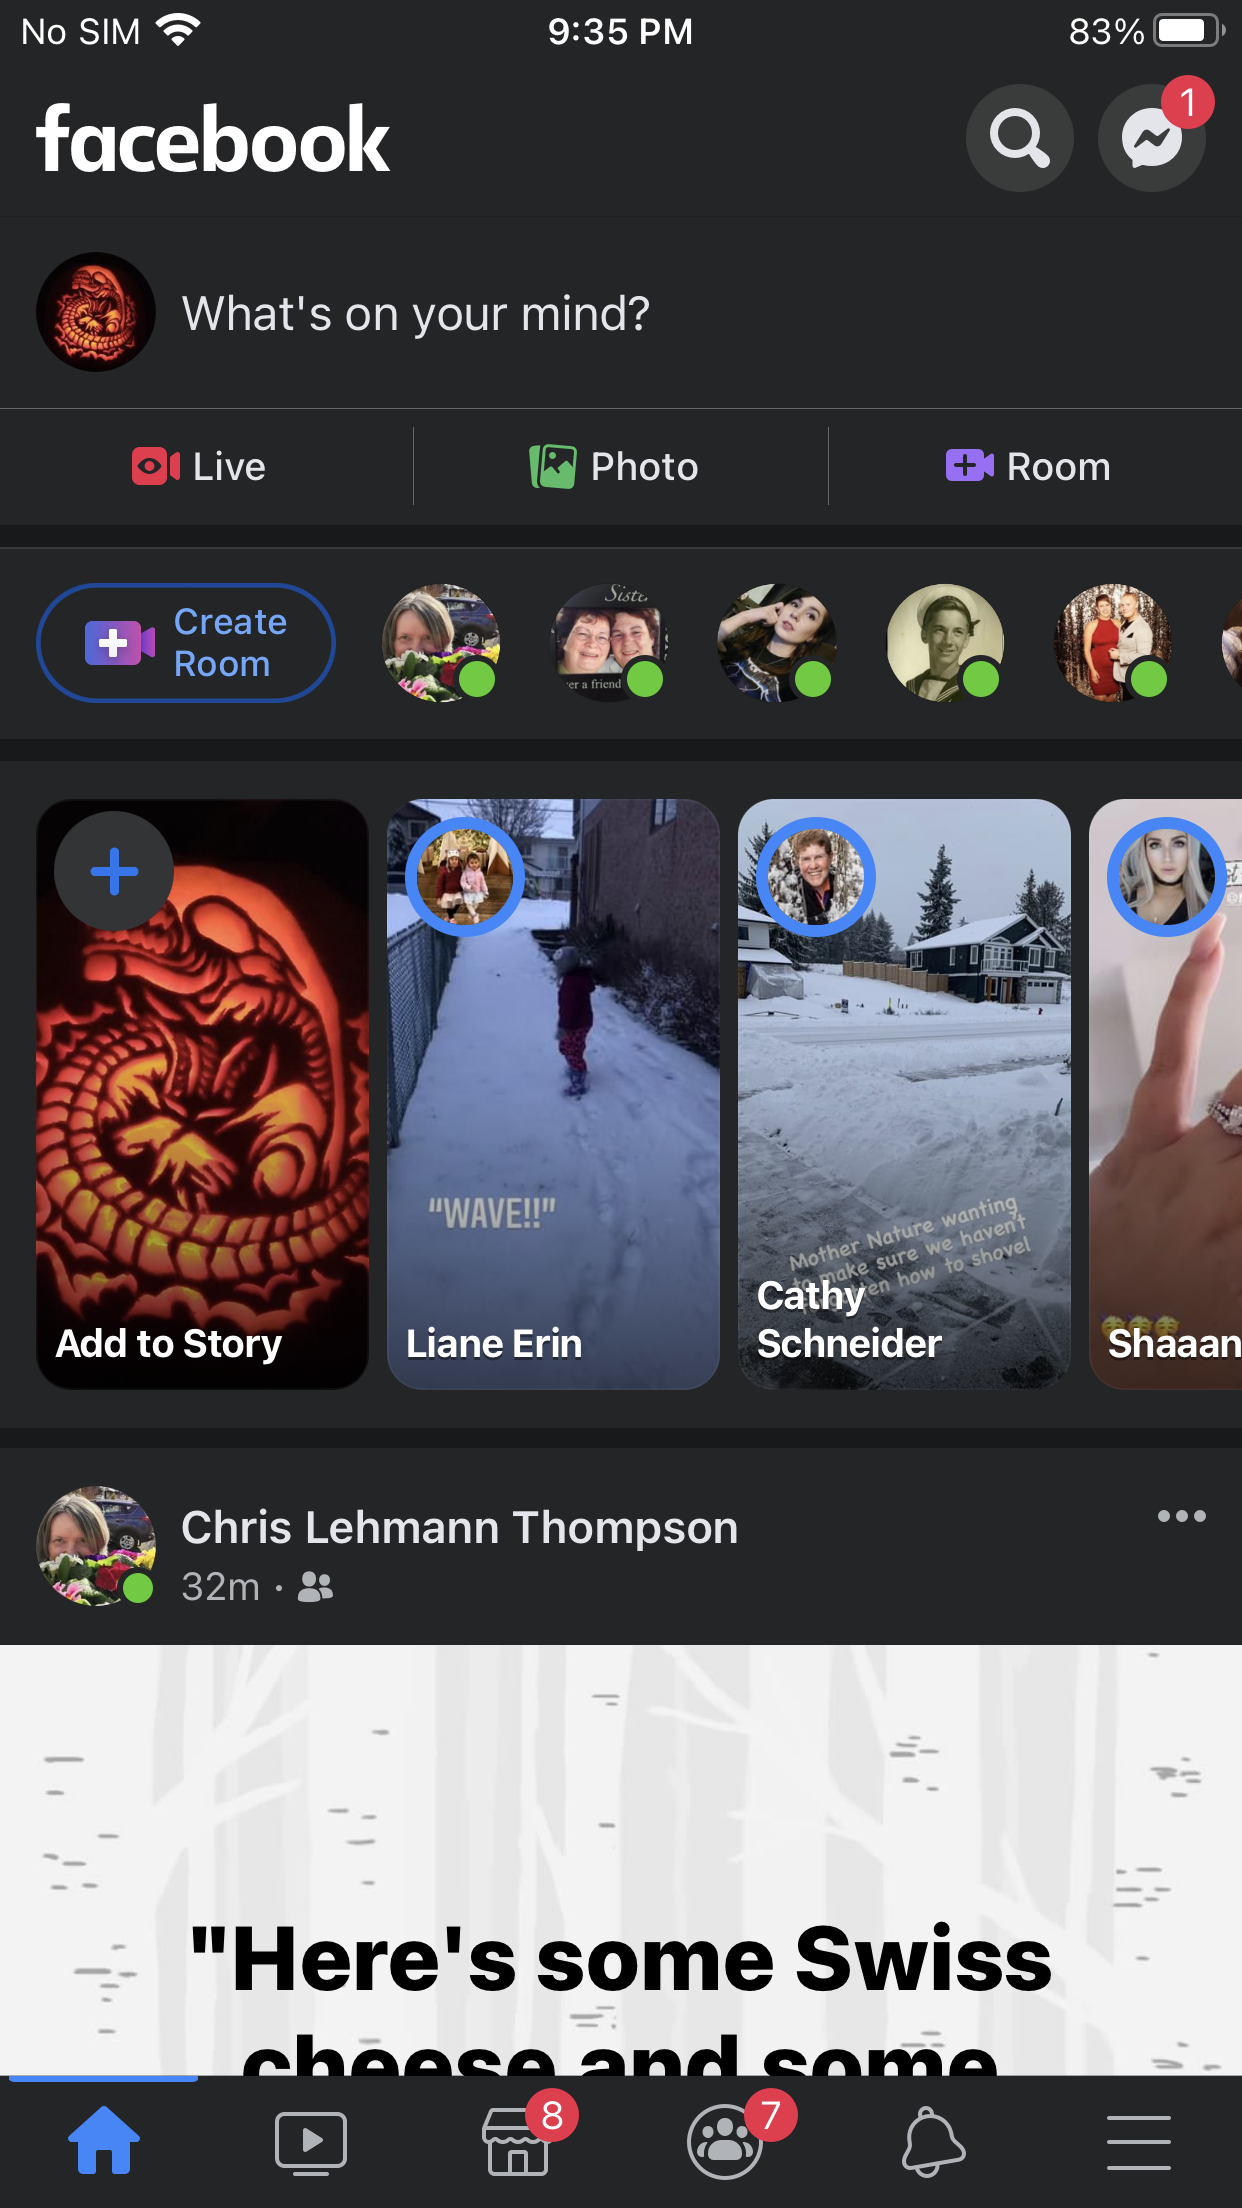 No SIM 9:35 PM 83%
facebook
1
What's on your mind?
Live Photo Room
Create
Room
Siste
er a friend
"WAVE!!"
Mother Nature wanting
to make sure we haven't
how to shovel
Add to Story
Liane Erin
Cathy
Schneider
Shaaan
Chris Lehmann Thompson
32m ·
"Here's some Swiss
cheese and some
8
7